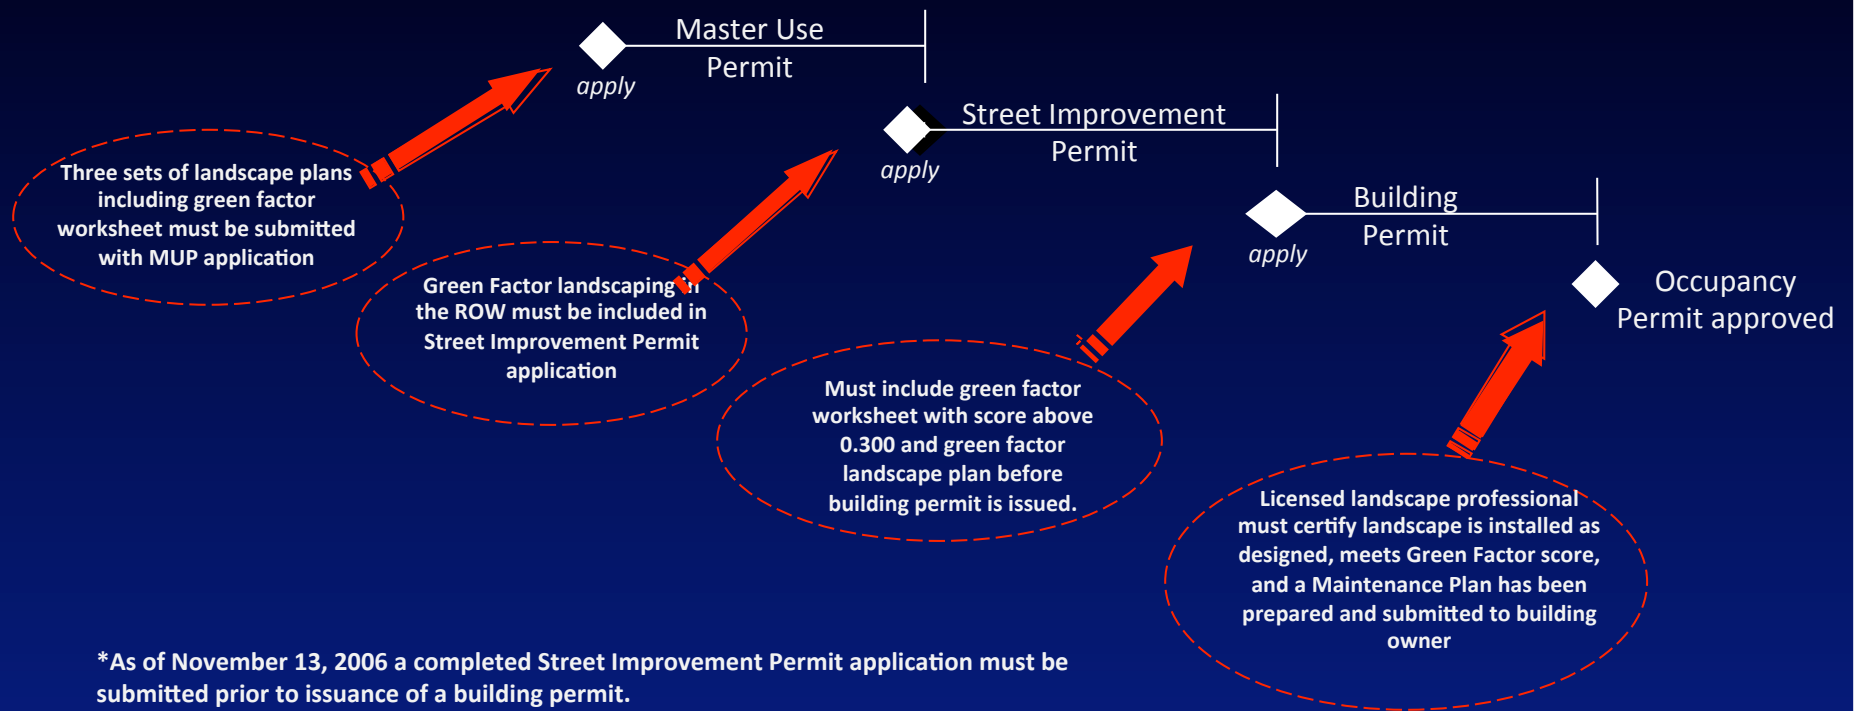 Master Use
Permit
apply
Three sets of landscape plans
including green factor
worksheet must be submitted
with MUP application
Street Improvement
Permit
apply
Green Factor landscaping in
the ROW must be included in
Street Improvement Permit
application
Building
Permit
apply
Must include green factor
worksheet with score above
0.300 and green factor
landscape plan before
building permit is issued.
Occupancy
Permit approved
Licensed landscape professional
must certify landscape is installed as
designed, meets Green Factor score,
and a Maintenance Plan has been
prepared and submitted to building
owner
*As of November 13, 2006 a completed Street Improvement Permit application must be
submitted prior to issuance of a building permit.